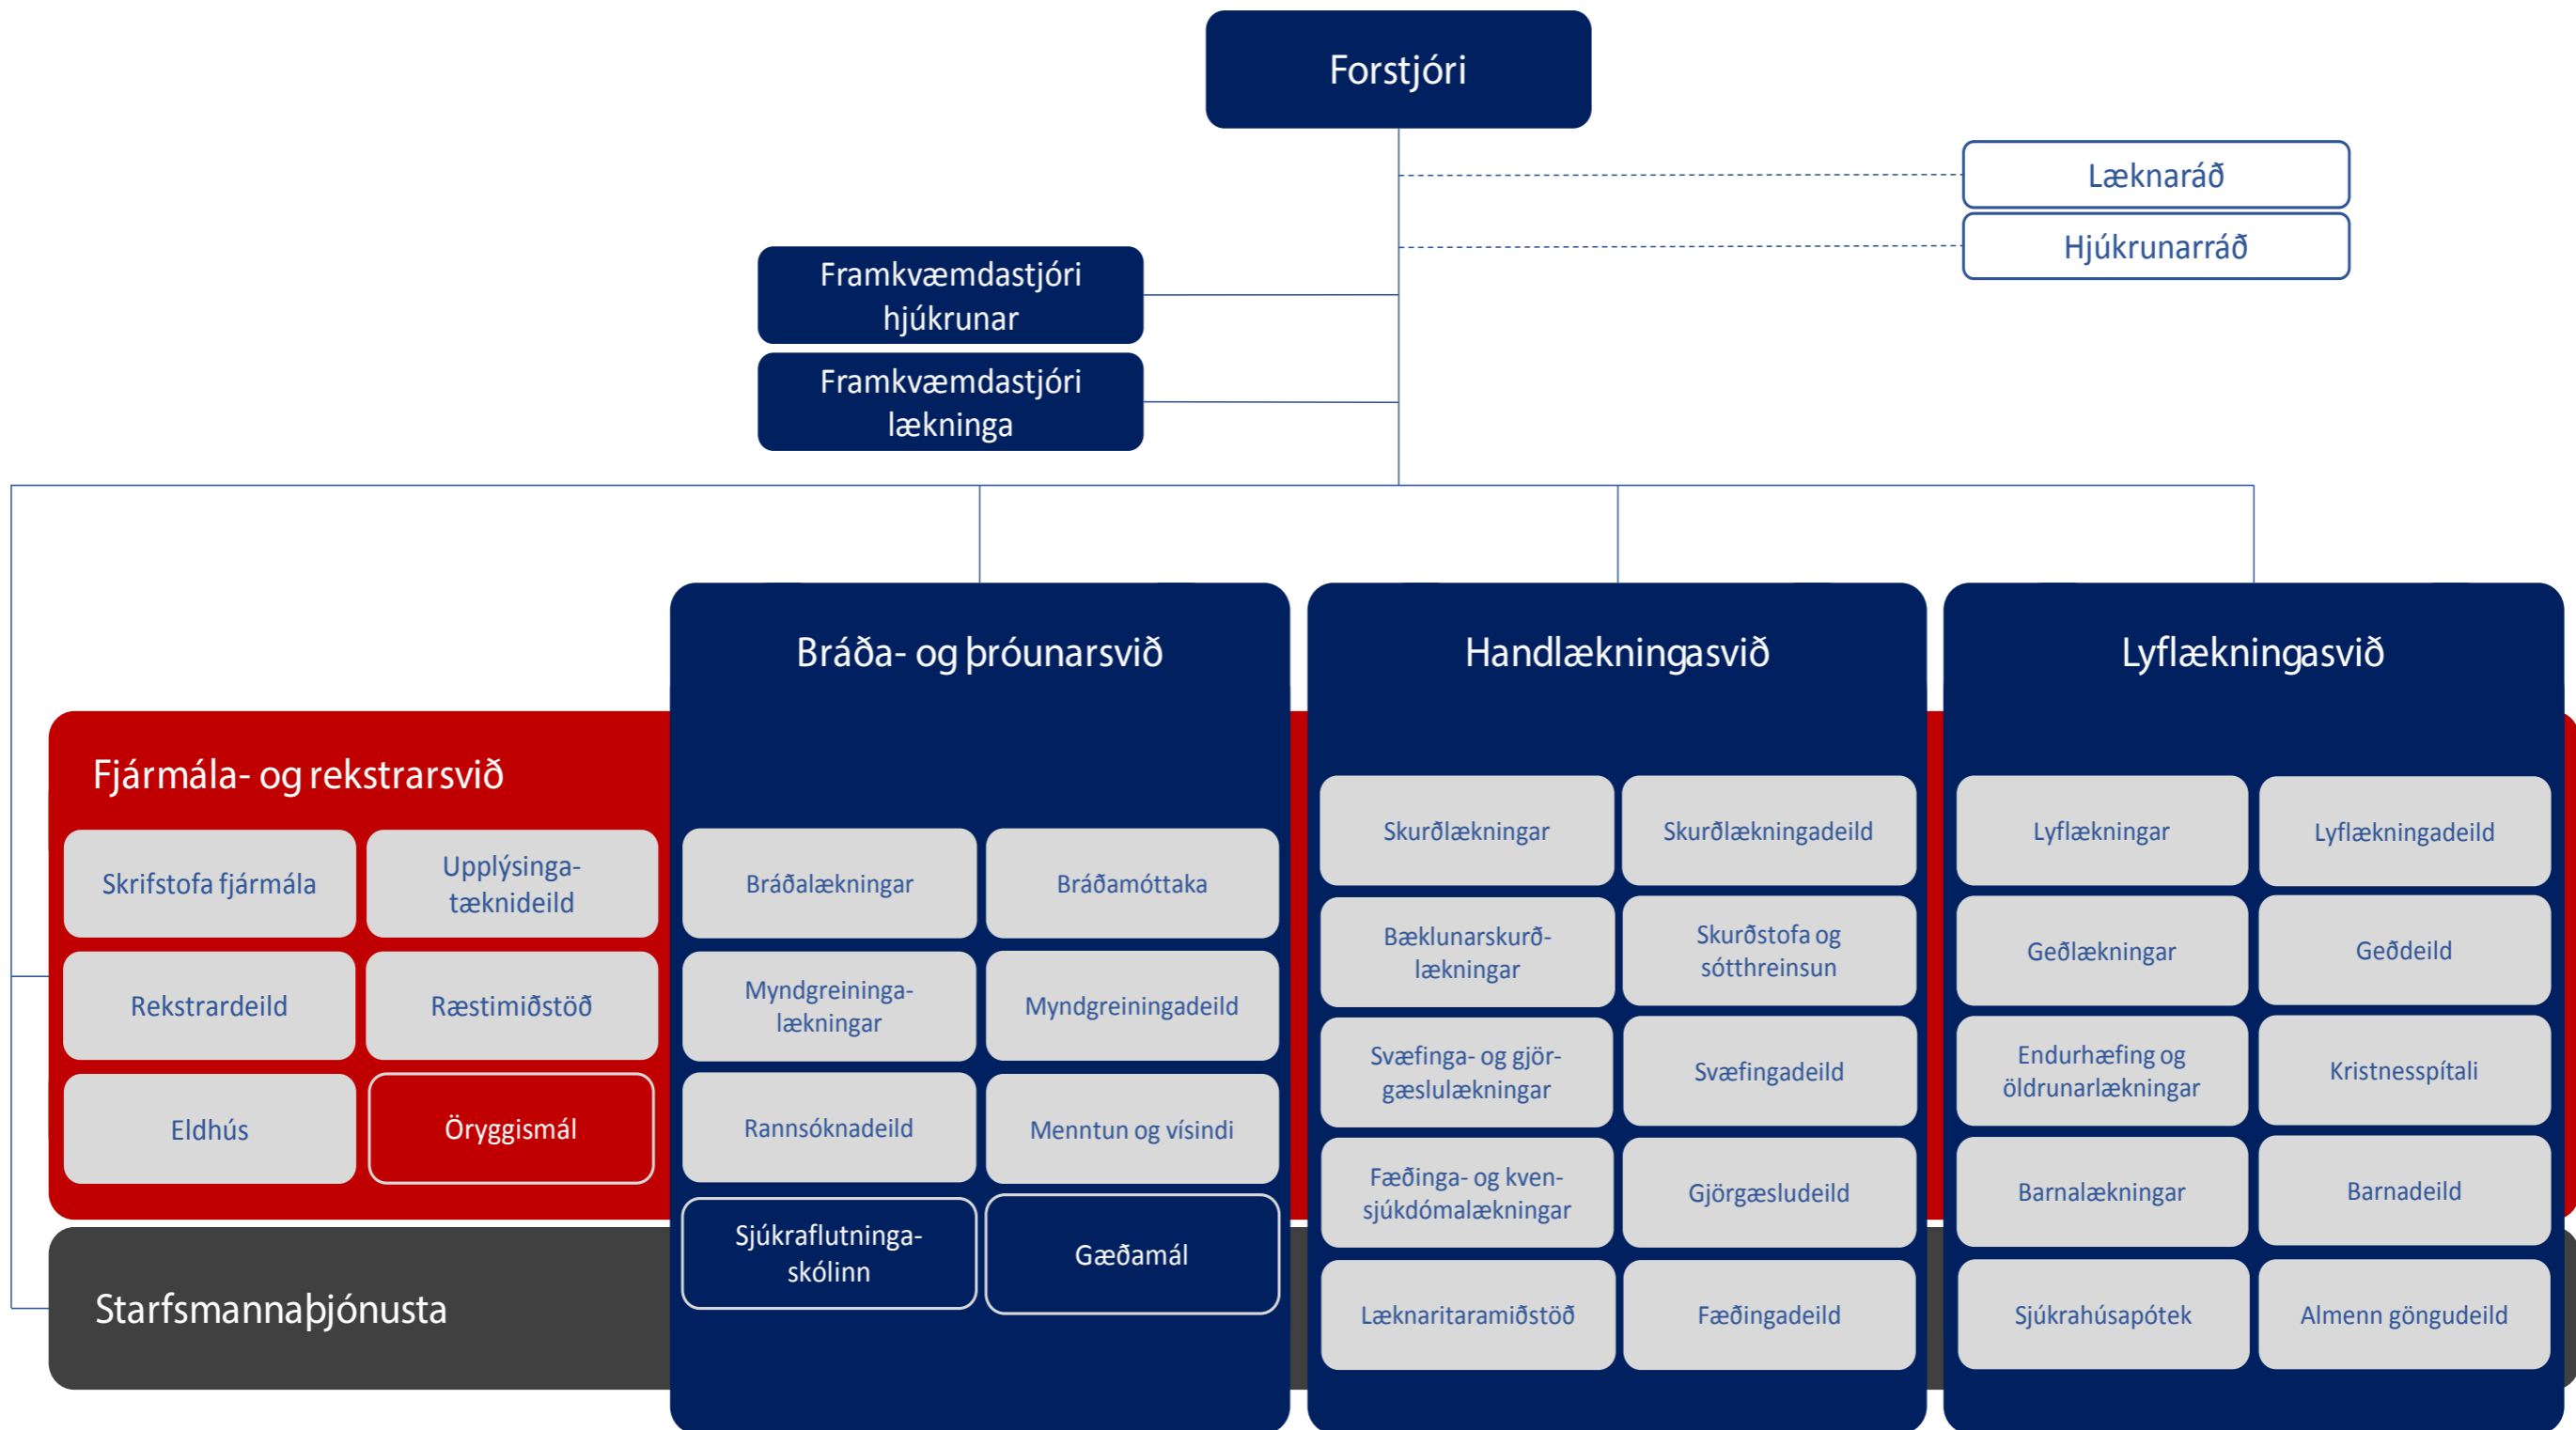 Forstjóri
Læknaráð
Hjúkrunarráð
Framkvæmdastjóri
hjúkrunar
Framkvæmdastjóri
lækninga
Fjármála- og rekstrarsvið
Skrifstofa fjármála
Upplýsinga-
tæknideild
Rekstrardeild
Ræstimiðstöð
Eldhús
Öryggismál
Starfsmannaþjónusta
Bráða- og þróunarsvið
Bráðalækningar
Bráðamóttaka
Myndgreininga-
lækningar
Myndgreiningadeild
Rannsóknadeild
Menntun og vísindi
Sjúkraflutninga-
skólinn
Gæðamál
Handlækningasvið
Skurðlækningar
Skurðlækningadeild
Bæklunarskurð-
lækningar
Skurðstofa og
sótthreinsun
Svæfinga- og gjör-
gæslulækningar
Svæfingadeild
Fæðinga- og kven-
sjúkdómalækningar
Gjörgæsludeild
Læknaritaramiðstöð
Fæðingadeild
Lyflækningasvið
Lyflækningar
Lyflækningadeild
Geðlækningar
Geðdeild
Endurhæfing og
öldrunarlækningar
Kristnesspítali
Barnalækningar
Barnadeild
Sjúkrahúsapótek
Almenn göngudeild